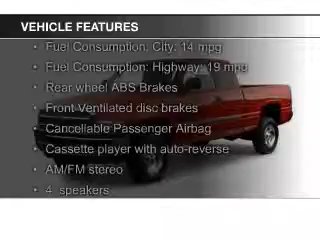 VEHICLE FEATURES
• Fuel Consumption: City: 14 mpg
• Fuel Consumption: Highway: 19 mpg
• Rear wheel ABS Brakes
• Front Ventilated disc brakes
• Cancellable Passenger Airbag
• Cassette player with auto-reverse
• AM/FM stereo
• 4 speakers